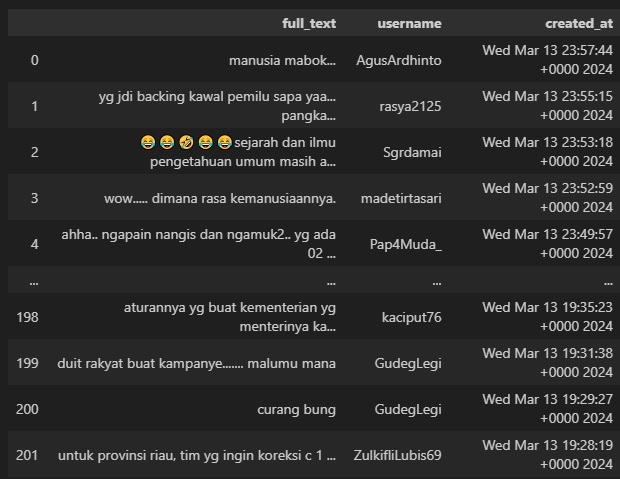 full_text username created_at
0 manusia mabok... AgusArdhinto Wed Mar 13 23:57:44
+0000 2024
1 yg jdi backing kawal pemilu sapa yaa...
pangka... rasya2125 Wed Mar 13 23:55:15
+0000 2024
2 😂😂🤣😂😂sejarah dan ilmu
pengetahuan umum masih a... Sgrdamai Wed Mar 13 23:53:18
+0000 2024
3 wow..... dimana rasa kemanusiaannya. madetirtasari Wed Mar 13 23:52:59
+0000 2024
4 ahha.. ngapain nangis dan ngamuk2.. yg ada
02 ... Pap4Muda_ Wed Mar 13 23:49:57
+0000 2024
... ... ... ...
198 aturannya yg buat kementerian yg
menterinya ka... kaciput76 Wed Mar 13 19:35:23
+0000 2024
199 duit rakyat buat kampanye....... malumu mana GudegLegi Wed Mar 13 19:31:38
+0000 2024
200 curang bung GudegLegi Wed Mar 13 19:29:27
+0000 2024
201 untuk provinsi riau, tim yg ingin koreksi c 1 ... ZulkifliLubis69 Wed Mar 13 19:28:19
+0000 2024